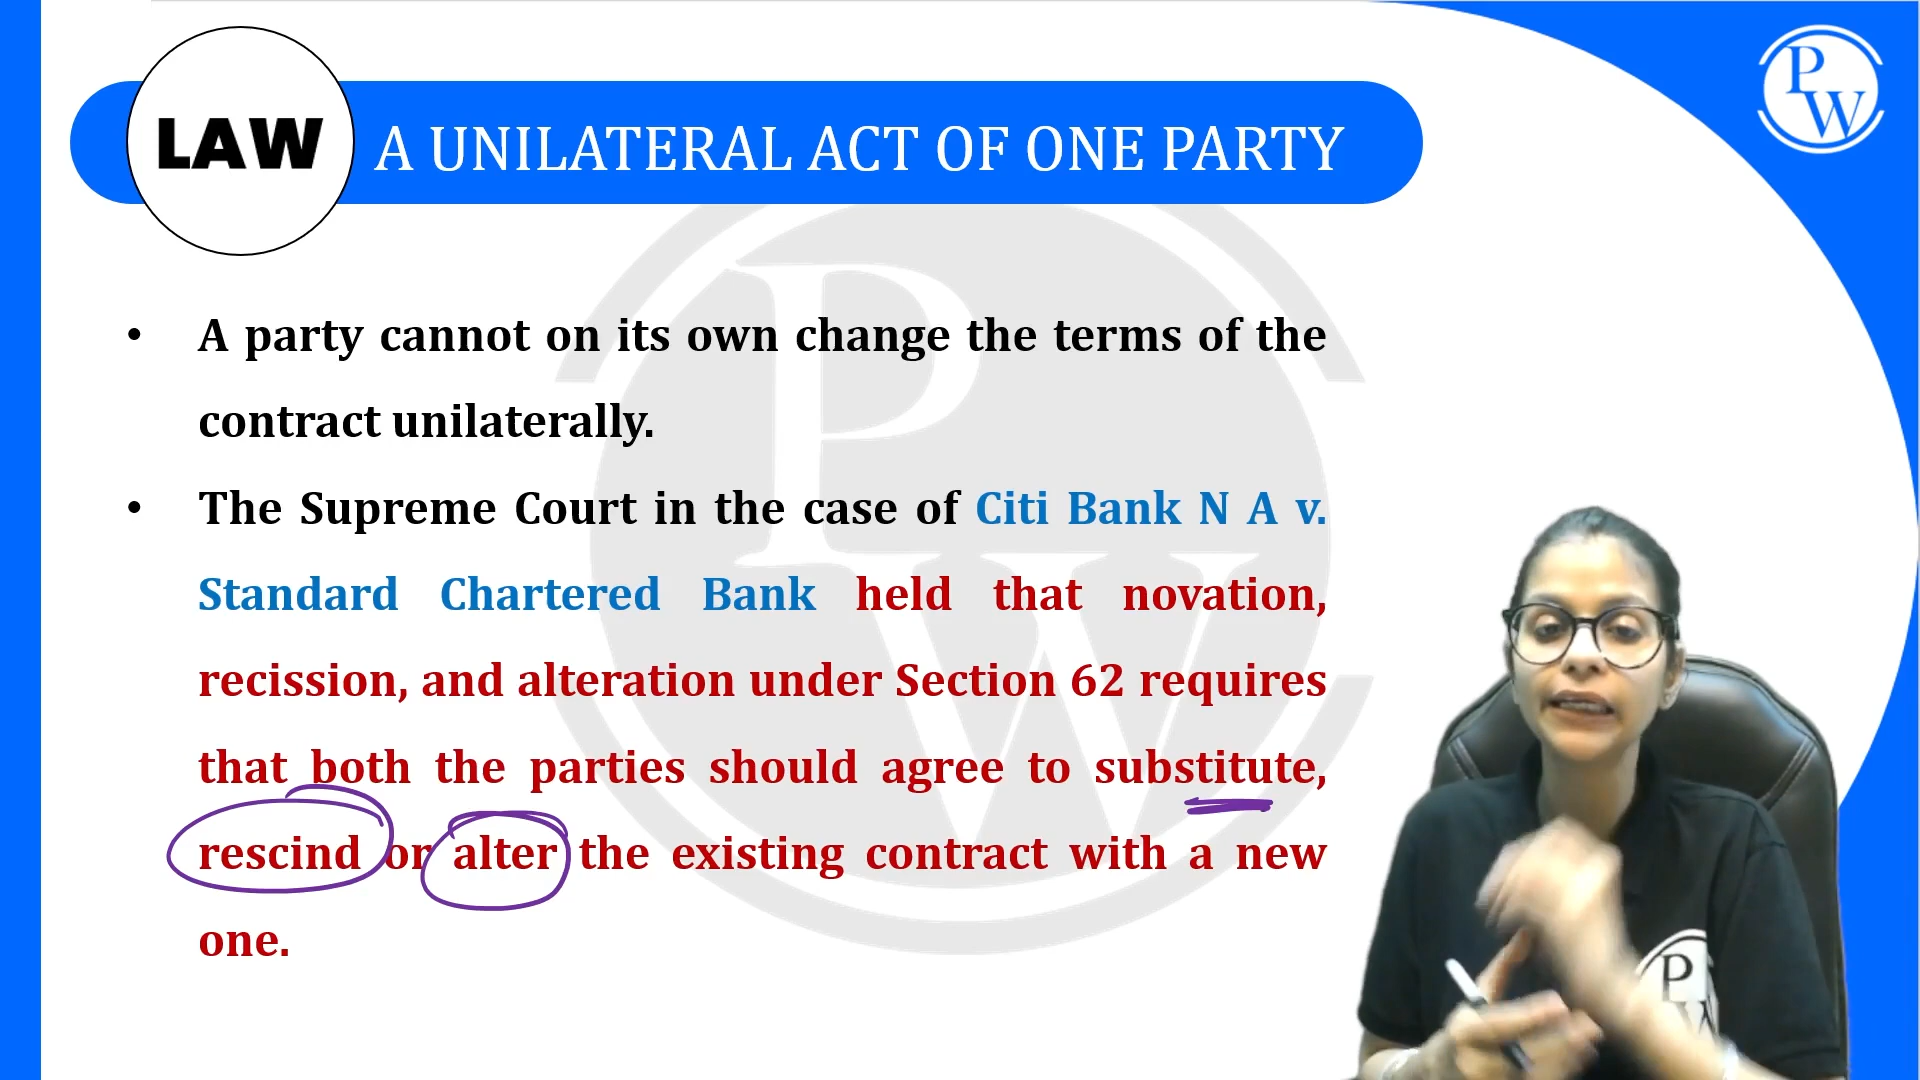 LAW
A UNILATERAL ACT OF ONE PARTY
P
W
• A party cannot on its own change the terms of the
contract unilaterally.
• The Supreme Court in the case of Citi Bank N A v.
Standard Chartered Bank held that novation,
recission, and alteration under Section 62 requires
that both the parties should agree to substitute,
rescind or alter the existing contract with a new
one.
P
W
P
W